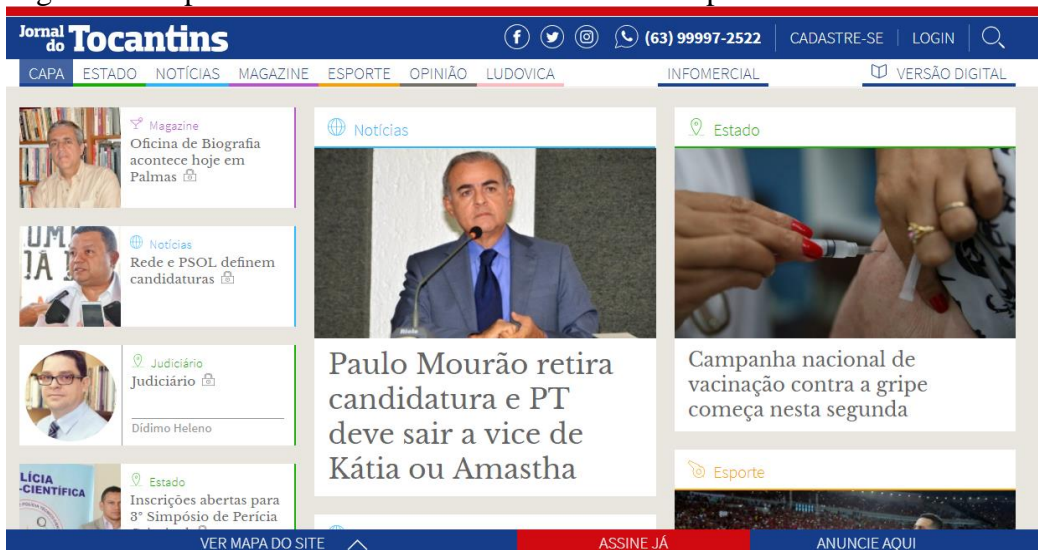 Jornal do Tocantins
(63) 99997-2522
CADASTRE-SE
LOGIN
CAPA ESTADO NOTÍCIAS MAGAZINE ESPORTE OPINIÃO LUDOVICA INFOMERCIAL VERSÃO DIGITAL
Magazine
Oficina de Biografia
acontece hoje em
Palmas
Notícias
Rede e PSOL definem
candidaturas
Judiciário
Judiciário
Dídimo Heleno
LÍCIA
-CIENTÍFICA
Estado
Inscrições abertas para
3º Simpósio de Perícia
Notícias
Paulo Mourão retira
candidatura e PT
deve sair a vice de
Kátia ou Amastha
Estado
Campanha nacional de
vacinação contra a gripe
começa nesta segunda
Esporte
VER MAPA DO SITE
ASSINE JÁ
ANUNCIE AQUI